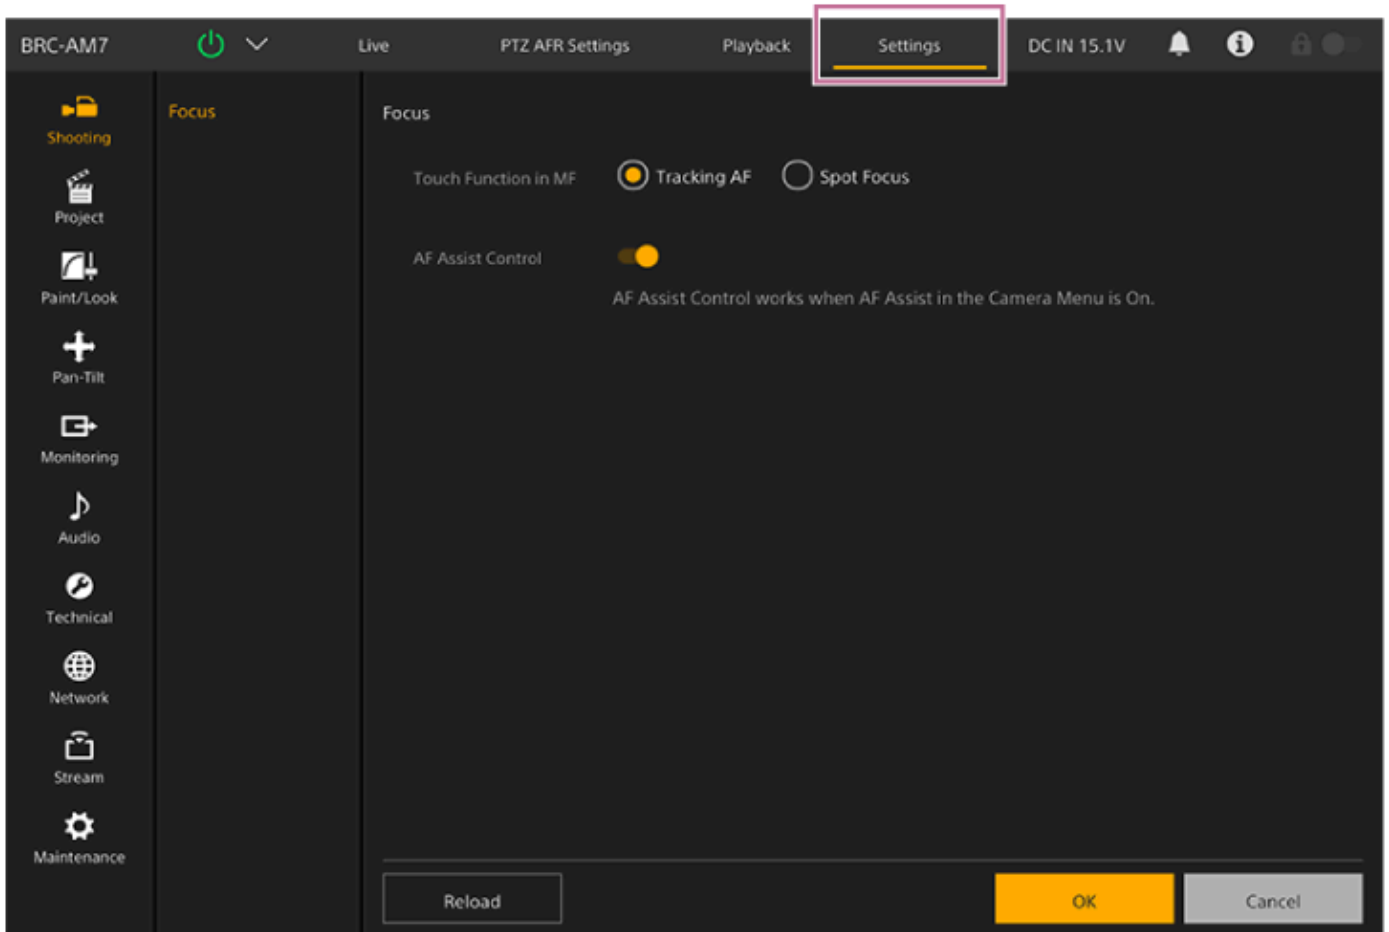 BRC-AM7 Live PTZ AFR Settings Playback Settings DC IN 15.1V
Shooting
Project
Paint/Look
Pan-Tilt
Monitoring
Audio
Technical
Network
Stream
Maintenance
Focus
Focus
Touch Function in MF Tracking AF Spot Focus
AF Assist Control
AF Assist Control works when AF Assist in the Camera Menu is On.
Reload OK Cancel